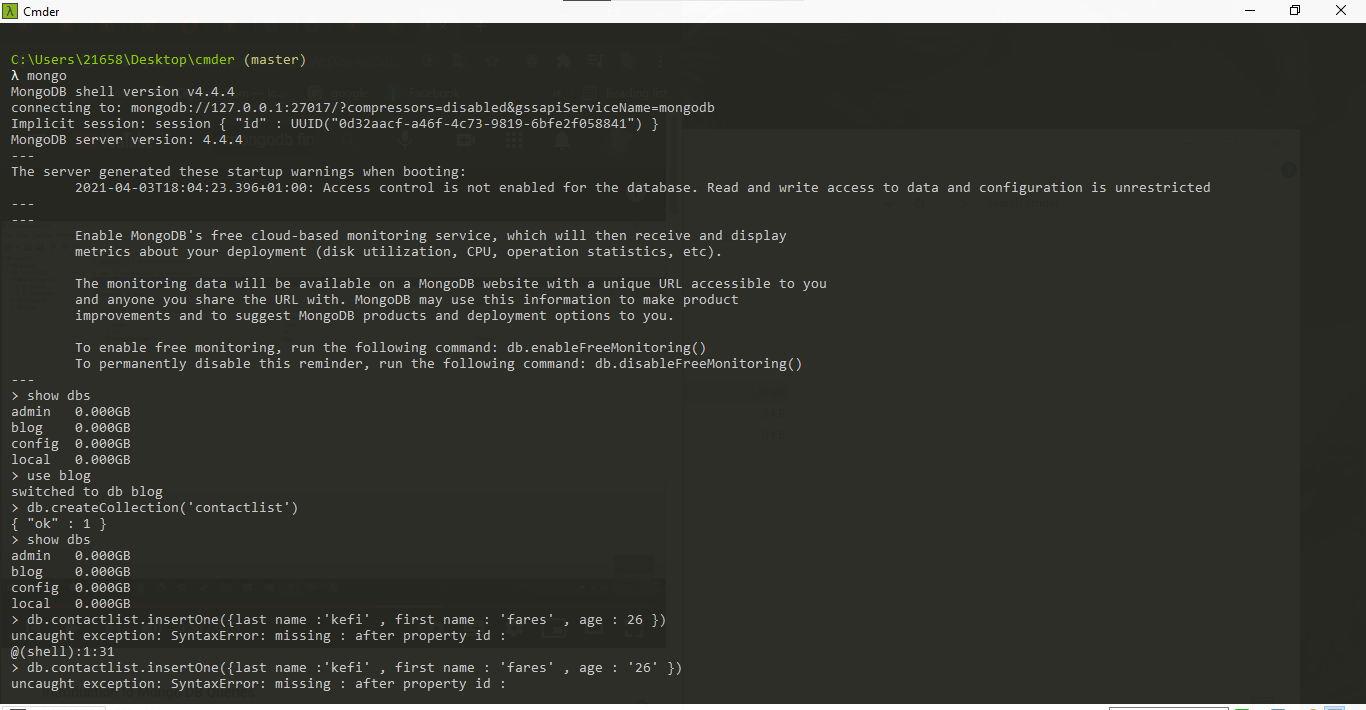 Cmder
C:\Users\21658\Desktop\cmder (master)
λ mongo
MongoDB shell version v4.4.4
connecting to: mongodb://127.0.0.1:27017/?compressors=disabled&gssapiServiceName=mongodb
Implicit session: session { "id" : UUID("0d32aacf-a46f-4c73-9819-6bfe2f058841") }
MongoDB server version: 4.4.4
---
The server generated these startup warnings when booting:
2021-04-03T18:04:23.396+01:00: Access control is not enabled for the database. Read and write access to data and configuration is unrestricted
---
---
Enable MongoDB's free cloud-based monitoring service, which will then receive and display
metrics about your deployment (disk utilization, CPU, operation statistics, etc).
The monitoring data will be available on a MongoDB website with a unique URL accessible to you
and anyone you share the URL with. MongoDB may use this information to make product
improvements and to suggest MongoDB products and deployment options to you.
To enable free monitoring, run the following command: db.enableFreeMonitoring()
To permanently disable this reminder, run the following command: db.disableFreeMonitoring()
---
> show dbs
admin   0.000GB
blog    0.000GB
config  0.000GB
local   0.000GB
> use blog
switched to db blog
> db.createCollection('contactlist')
{ "ok" : 1 }
> show dbs
admin   0.000GB
blog    0.000GB
config  0.000GB
local   0.000GB
> db.contactlist.insertOne({last name :'kefi' , first name : 'fares' , age : 26 })
uncaught exception: SyntaxError: missing : after property id :
@(shell):1:31
> db.contactlist.insertOne({last name :'kefi' , first name : 'fares' , age : '26' })
uncaught exception: SyntaxError: missing : after property id :